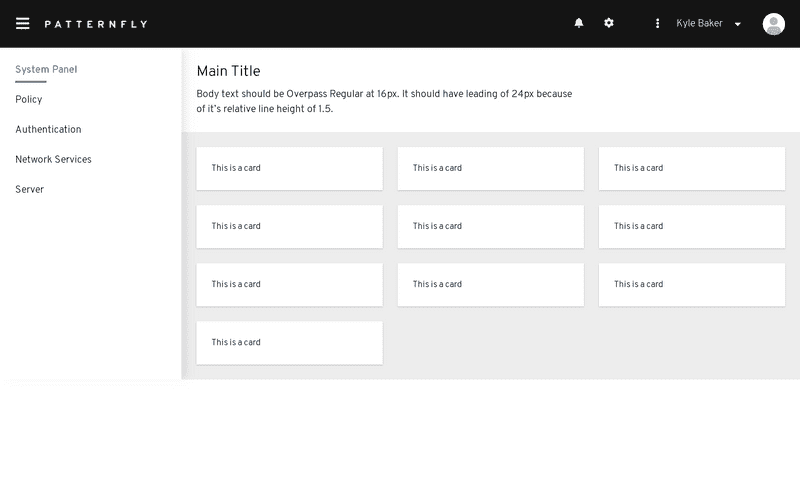 PATTERNFLY
Kyle Baker
System Panel
Policy
Authentication
Network Services
Server
Main Title
Body text should be Overpass Regular at 16px. It should have leading of 24px because
of it's relative line height of 1.5.
This is a card
This is a card
This is a card
This is a card
This is a card
This is a card
This is a card
This is a card
This is a card
This is a card